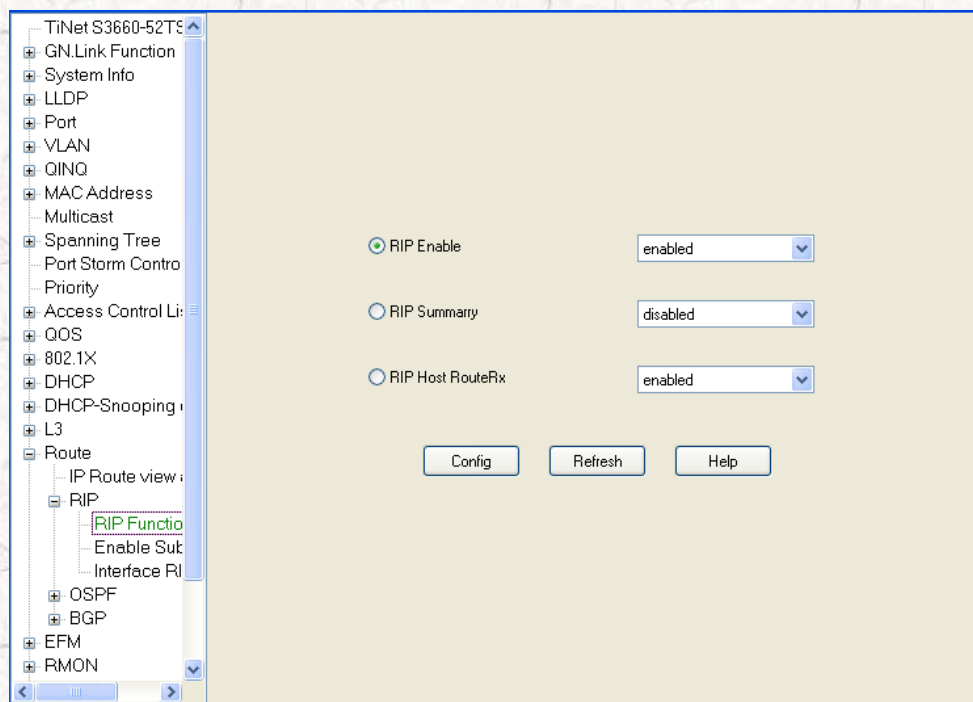 TiNet S3660-52TS
GN.Link Function
System Info
LLDP
Port
VLAN
QINQ
MAC Address
Multicast
Spanning Tree
Port Storm Contro
Priority
Access Control Li
QOS
802.1X
DHCP
DHCP-Snooping
L3
Route
IP Route view
RIP
RIP Functio
Enable Sub
Interface RI
OSPF
BGP
EFM
RMON
RIP Enable
enabled
RIP Summarry
disabled
RIP Host RouteRx
enabled
Config Refresh Help